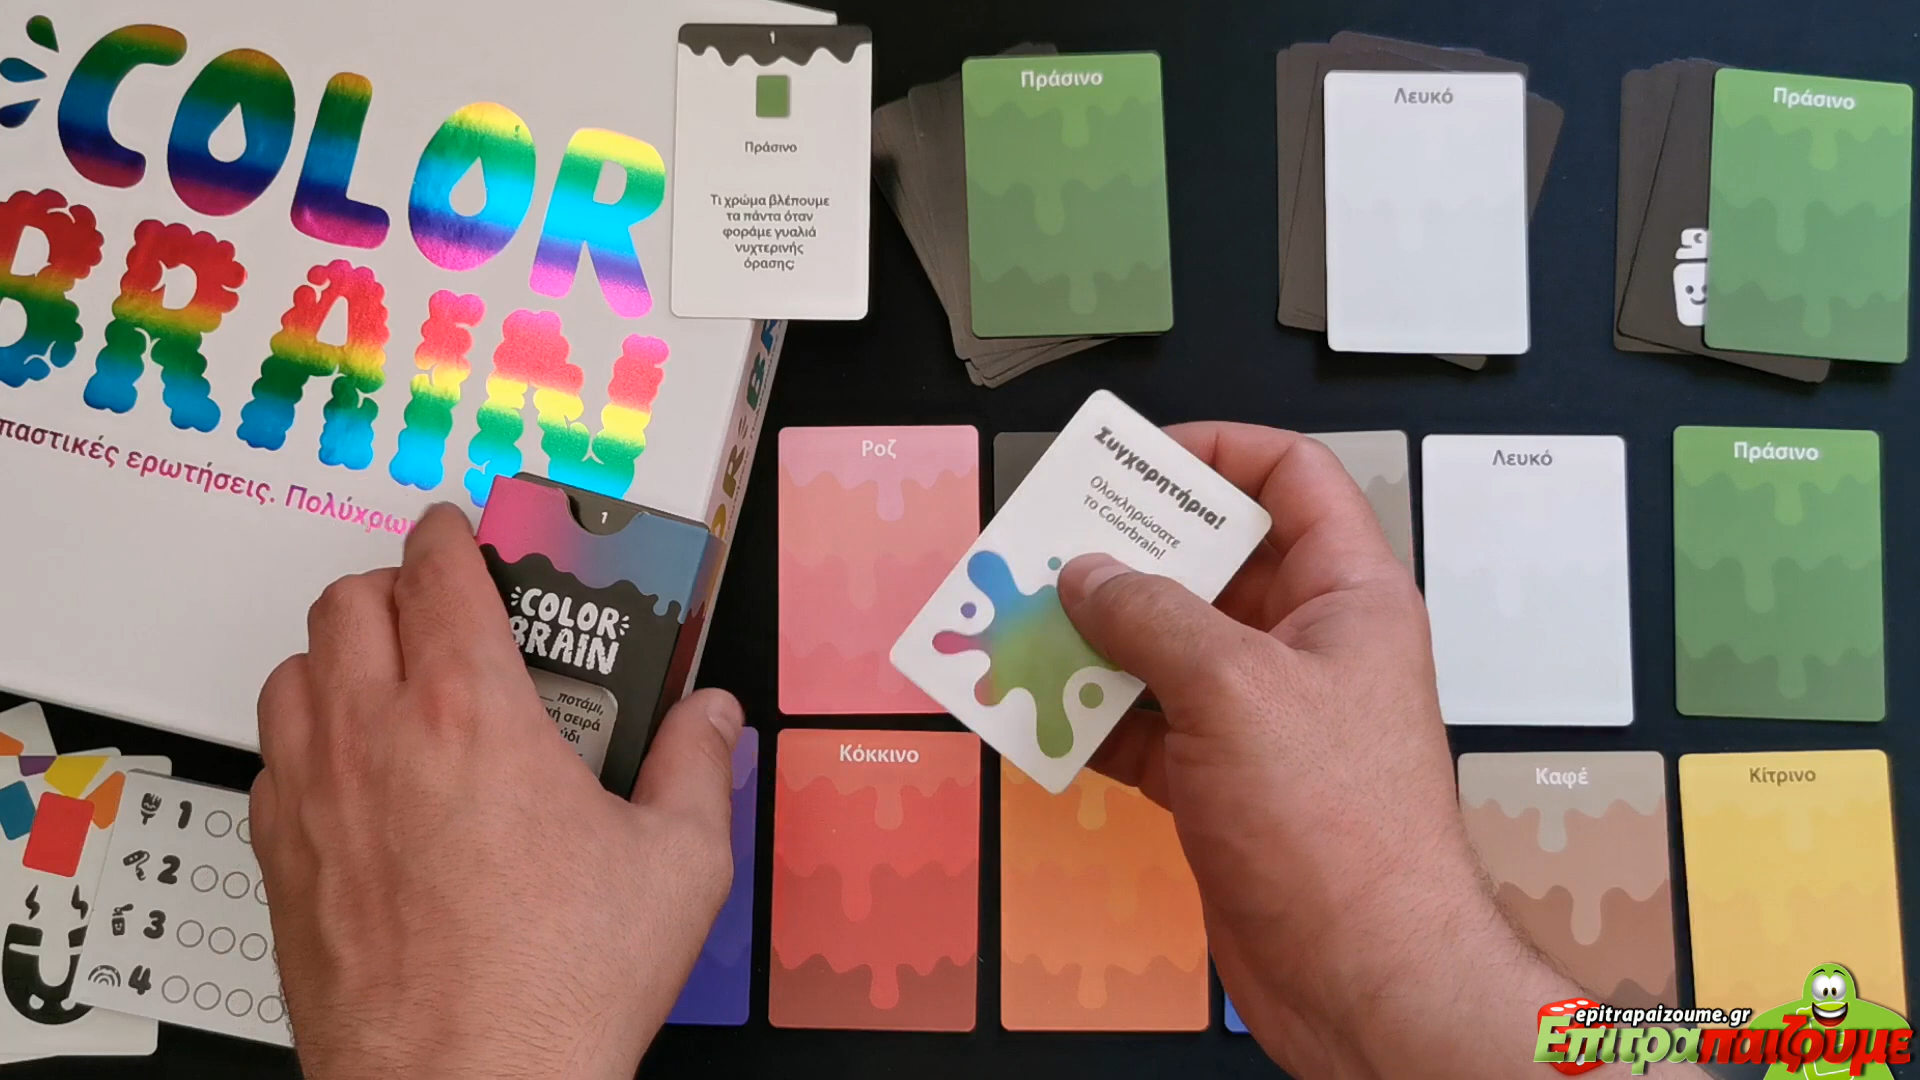 COLOR
BRAIN
παστικές ερωτήσεις. Πολύχρωμ
1
Πράσινο
Τι χρώμα βλέπουμε
τα πάντα όταν
φοράμε γυαλιά
νυχτερινής
όρασης;
Πράσινο
Λευκό
Πράσινο
Ροζ
Συγχαρητήρια!
Ολοκληρώσατε
το Colorbrain!
Λευκό
Πράσινο
1
COLOR
BRAIN
ποτάμι,
κή σειρά
ύδι
Κόκκινο
Καφέ
Κίτρινο
1
2
3
4
epitrapaizoume.gr
Επιτραπαίζουμε